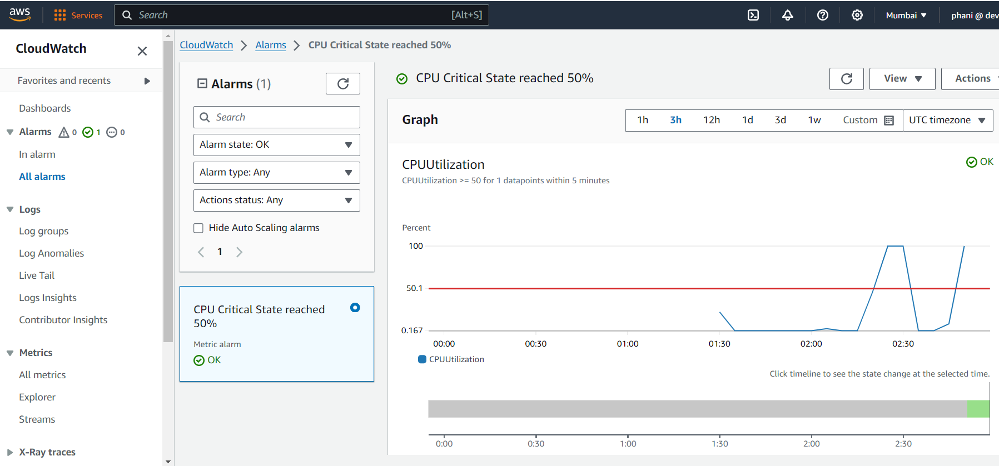 aws
Services
Search
[Alt+S]
Mumbai
phani @ dev
CloudWatch
Favorites and recents
Dashboards
Alarms 0 1 0
In alarm
All alarms
Logs
Log groups
Log Anomalies
Live Tail
Logs Insights
Contributor Insights
Metrics
All metrics
Explorer
Streams
X-Ray traces
CloudWatch
Alarms
CPU Critical State reached 50%
Alarms (1)
Search
Alarm state: OK
Alarm type: Any
Actions status: Any
Hide Auto Scaling alarms
1
CPU Critical State reached
50%
Metric alarm
OK
CPU Critical State reached 50%
View
Actions
Graph
1h 3h 12h 1d 3d 1w Custom
UTC timezone
CPUUtilization
OK
CPUUtilization >= 50 for 1 datapoints within 5 minutes
Percent
100
50.1
0.167
00:00 00:30 01:00 01:30 02:00 02:30
CPUUtilization
Click timeline to see the state change at the selected time.
0:00 0:30 1:00 1:30 2:00 2:30